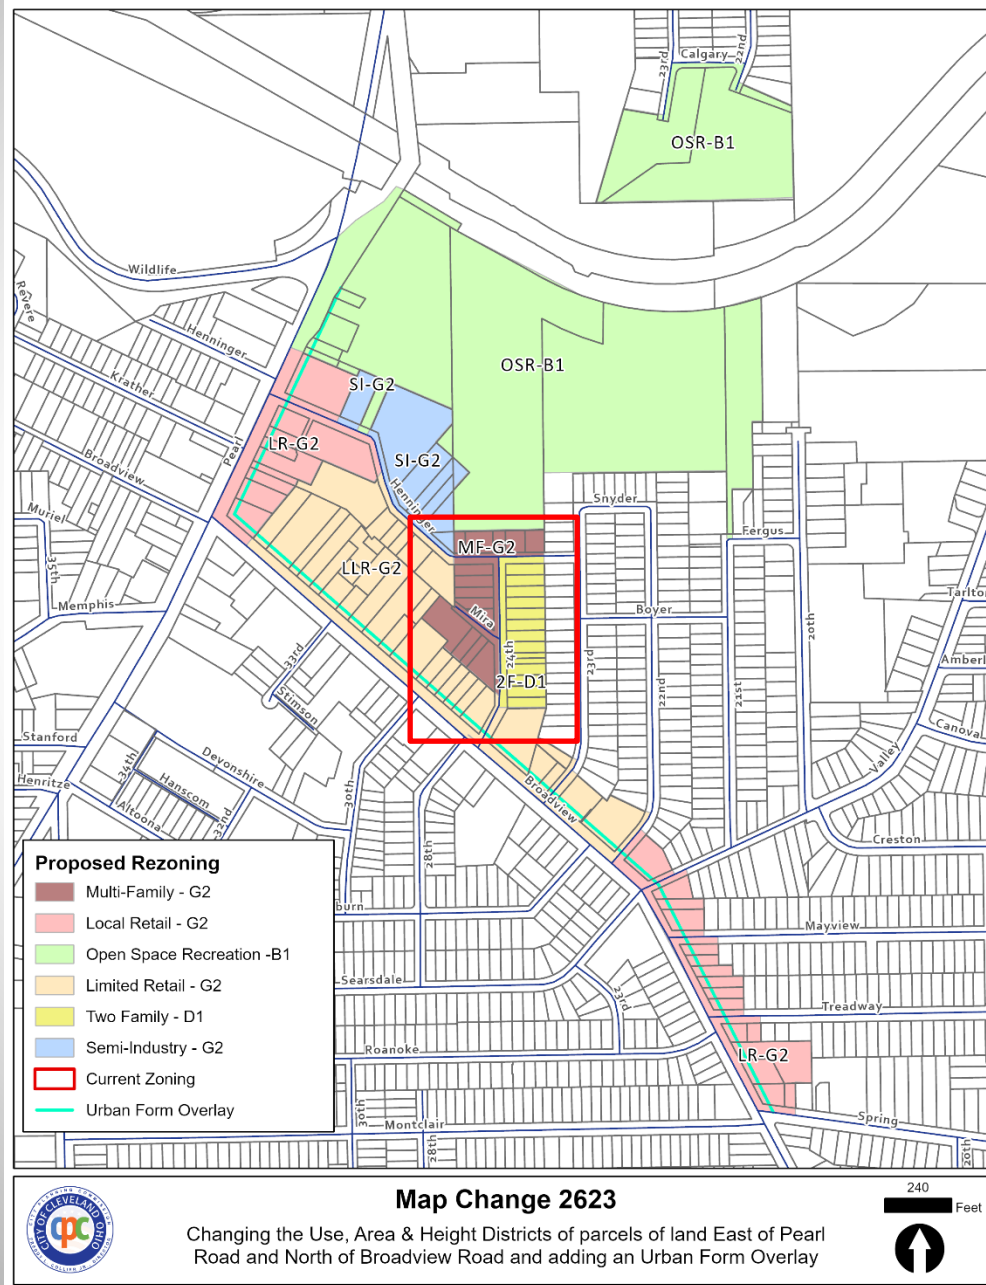 Calgary
23rd
22nd
OSR-B1
Wildlife
Revere
Henninger
Krather
Broadview
Pearl
OSR-B1
SI-G2
LR-G2
SI-G2
Henninger
Muriel
35th
Memphis
LLR-G2
MF-G2
Mira
24th
2F-D1
Snyder
Fergus
Boyer
23rd
22nd
21st
20th
Tarlto
Amberl
Canova
Valley
Creston
33rd
Stimson
Stanford
Henritze
34th
Devonshire
Hanscom
Altoona
32nd
30th
28th
Broadview
burn
Searsdale
23rd
Mayview
Treadway
LR-G2
Roanoke
30th
Montclair
28th
Spring
20th
Proposed Rezoning
Multi-Family - G2
Local Retail - G2
Open Space Recreation -B1
Limited Retail - G2
Two Family - D1
Semi-Industry - G2
Current Zoning
Urban Form Overlay
CITY PLANNING COMMISSION
CITY OF CLEVELAND OHIO
cpc
Map Change 2623
Changing the Use, Area & Height Districts of parcels of land East of Pearl
Road and North of Broadview Road and adding an Urban Form Overlay
240
Feet